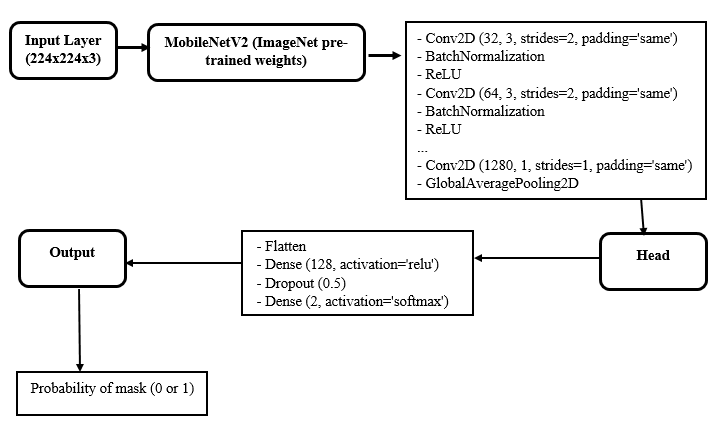 Input Layer
(224x224x3)
MobileNetV2 (ImageNet pre-
trained weights)
- Conv2D (32, 3, strides=2, padding='same')
- BatchNormalization
- ReLU
- Conv2D (64, 3, strides=2, padding='same')
- BatchNormalization
- ReLU
...
- Conv2D (1280, 1, strides=1, padding='same')
- GlobalAveragePooling2D
Head
- Flatten
- Dense (128, activation='relu')
- Dropout (0.5)
- Dense (2, activation='softmax')
Output
Probability of mask (0 or 1)